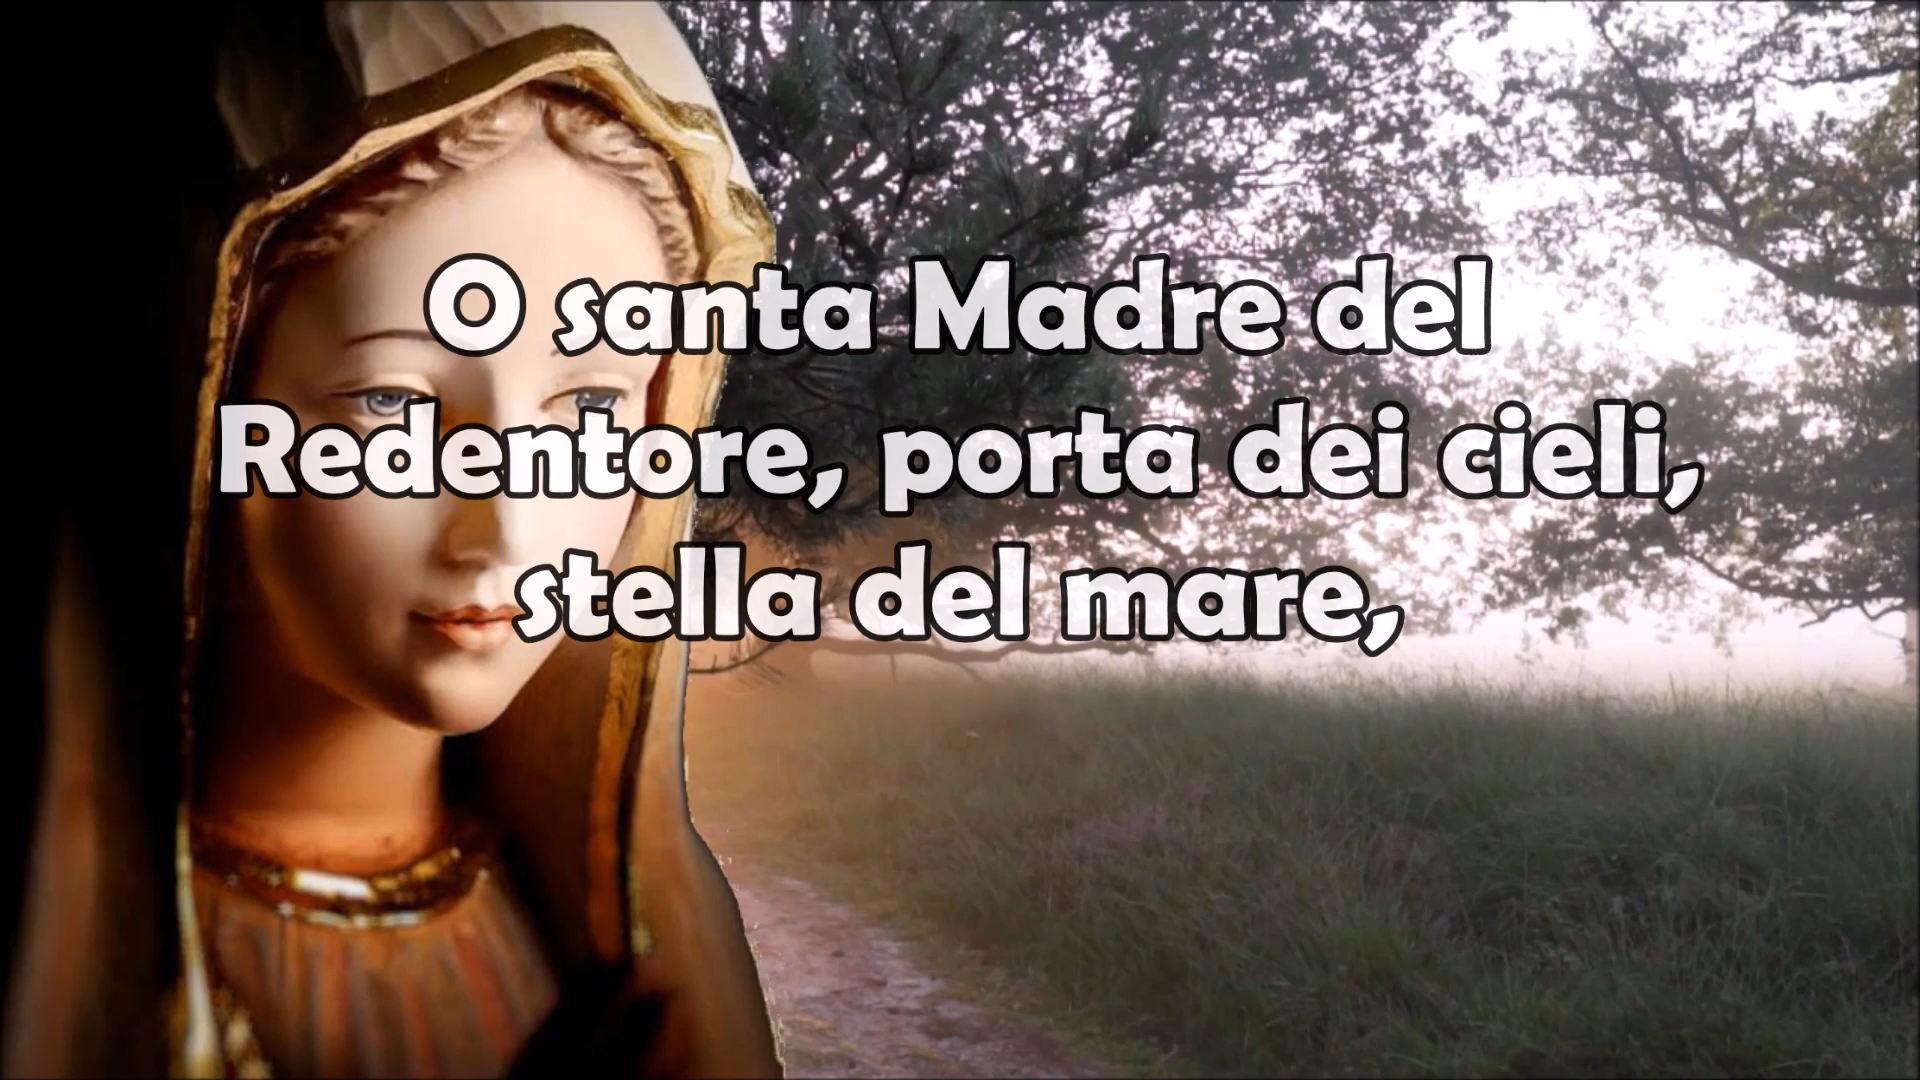 O santa Madre del
Redentore, porta dei cieli,
stella del mare,